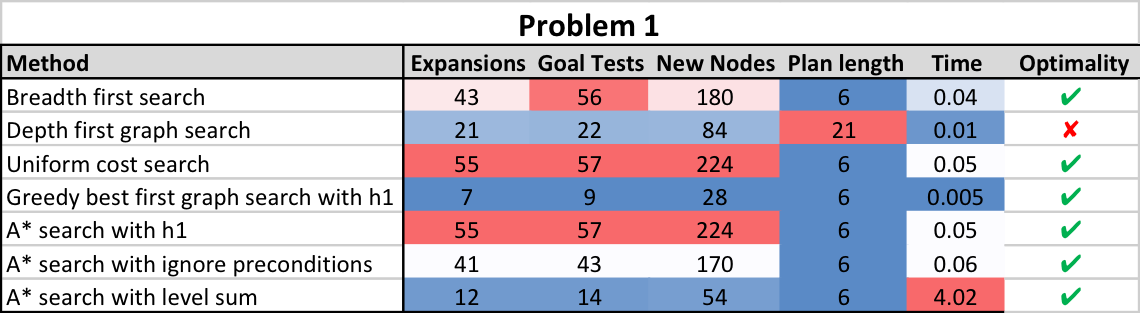 Problem 1
Method Expansions Goal Tests New Nodes Plan length Time Optimality
Breadth first search 43 56 180 6 0.04 ✔
Depth first graph search 21 22 84 21 0.01 ✘
Uniform cost search 55 57 224 6 0.05 ✔
Greedy best first graph search with h1 7 9 28 6 0.005 ✔
A* search with h1 55 57 224 6 0.05 ✔
A* search with ignore preconditions 41 43 170 6 0.06 ✔
A* search with level sum 12 14 54 6 4.02 ✔